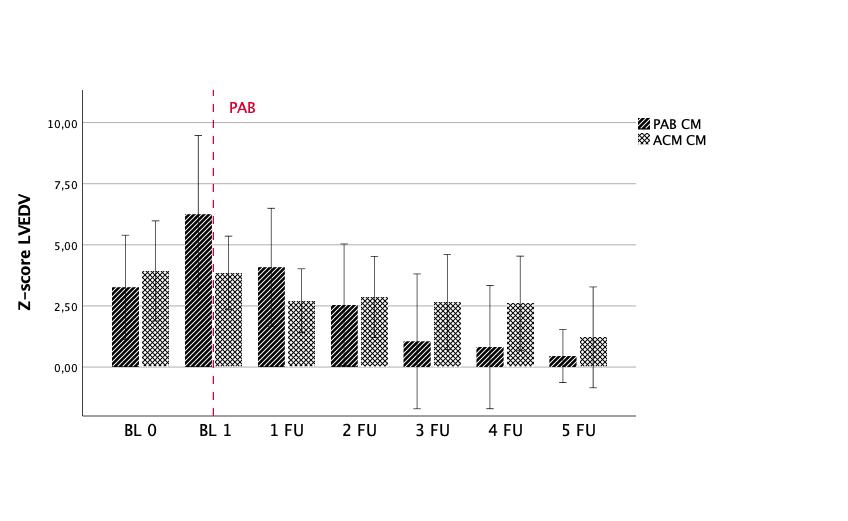 PAB
10,00
7,50
5,00
2,50
0,00
Z-score LVEDV
PAB CM
ACM CM
BL 0 BL 1 1 FU 2 FU 3 FU 4 FU 5 FU